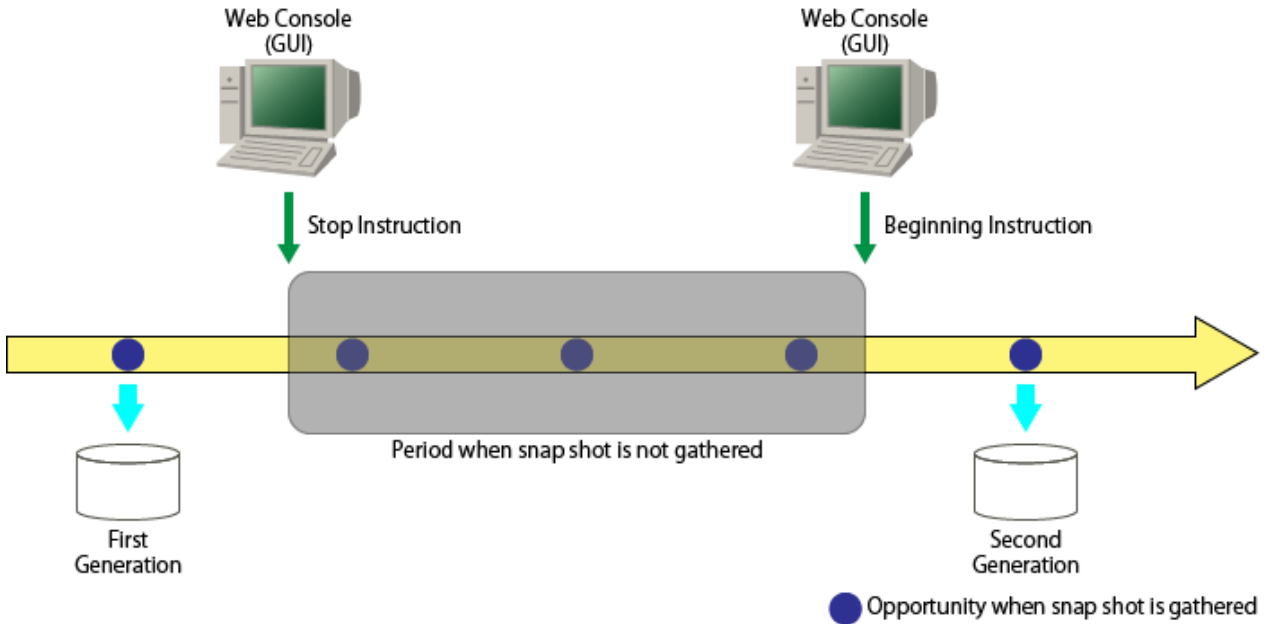 Web Console
(GUI)
Web Console
(GUI)
Stop Instruction
Beginning Instruction
Period when snap shot is not gathered
First
Generation
Second
Generation
Opportunity when snap shot is gathered